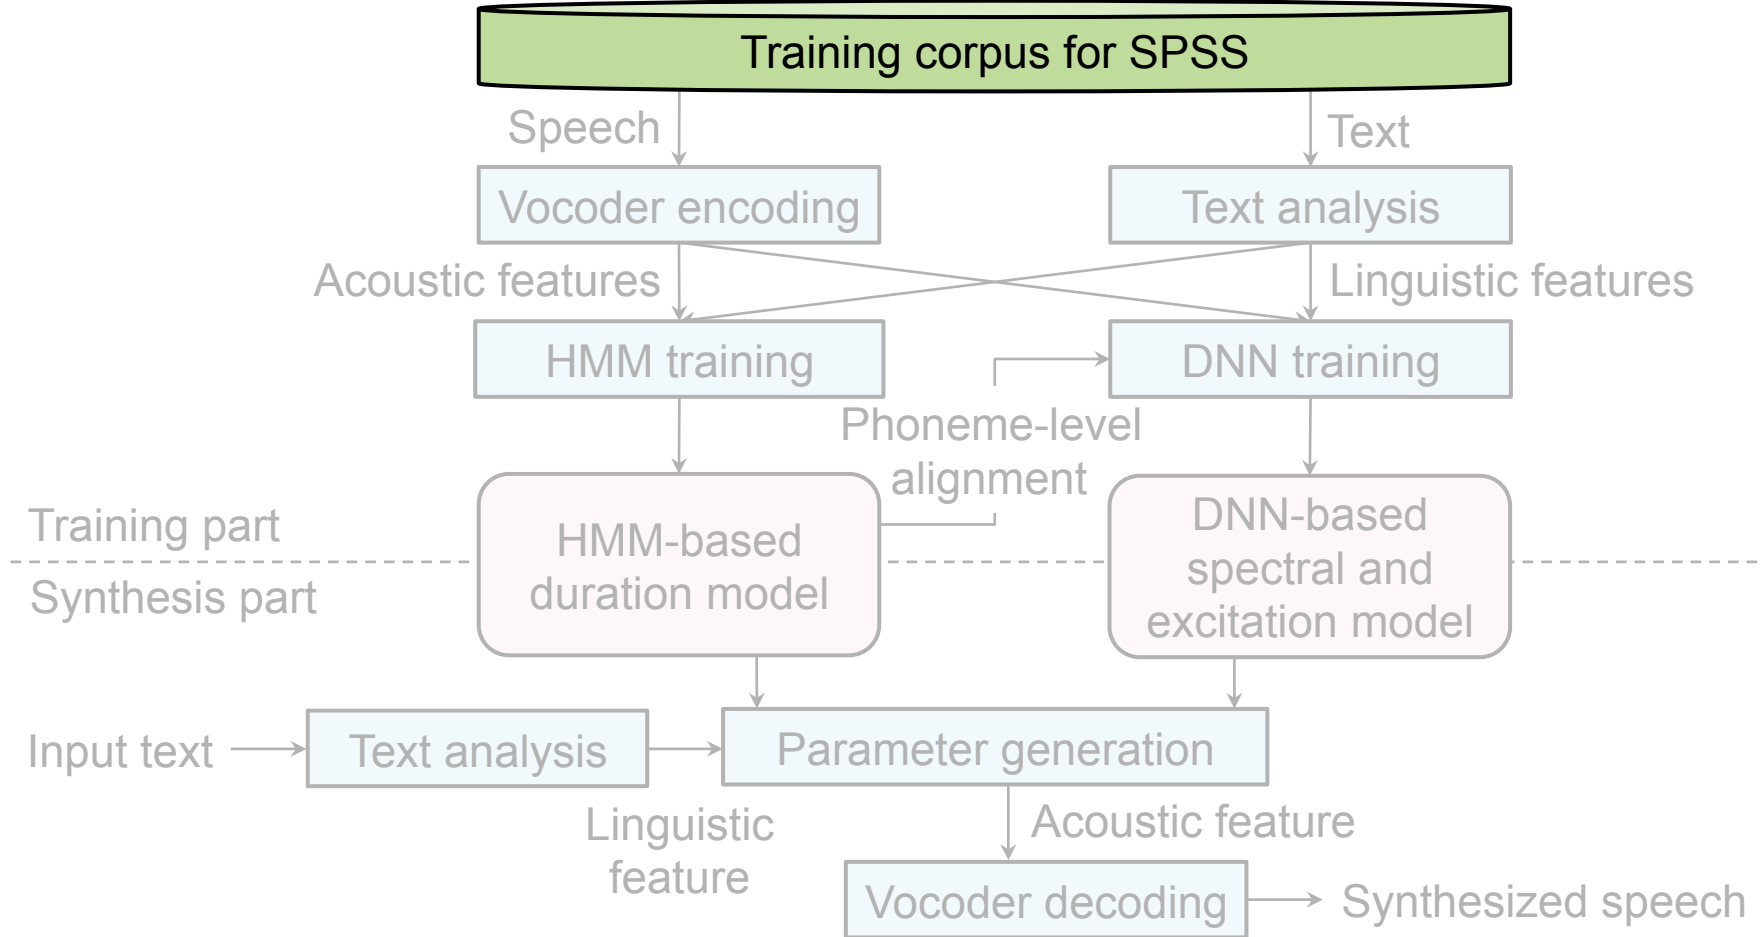 Training corpus for SPSS
Speech
Text
Vocoder encoding
Text analysis
Acoustic features
Linguistic features
HMM training
DNN training
Phoneme-level
alignment
HMM-based
duration model
DNN-based
spectral and
excitation model
Training part
Synthesis part
Input text
Text analysis
Parameter generation
Linguistic
feature
Acoustic feature
Vocoder decoding
Synthesized speech